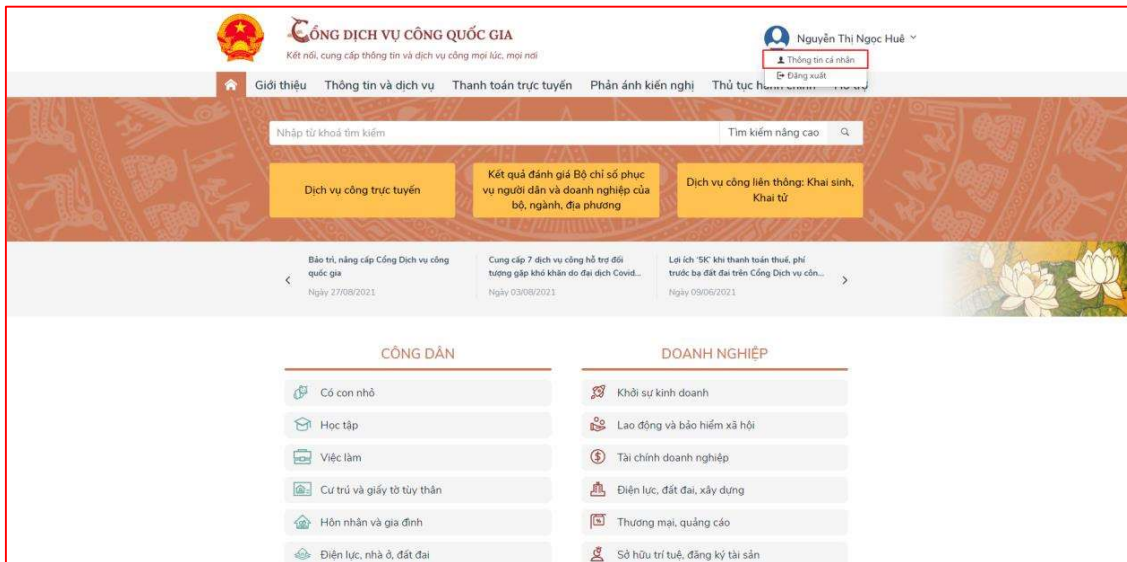 CỔNG DỊCH VỤ CÔNG QUỐC GIA
Kết nối, cung cấp thông tin và dịch vụ công mọi lúc, mọi nơi
Nguyễn Thị Ngọc Huê
Thông tin cá nhân
Đăng xuất
Giới thiệu Thông tin và dịch vụ Thanh toán trực tuyến Phản ánh kiến nghị Thủ tục hành chính Hỗ trợ
Nhập từ khoá tìm kiếm
Tìm kiếm nâng cao
Dịch vụ công trực tuyến
Kết quả đánh giá Bộ chỉ số phục
vụ người dân và doanh nghiệp của
bộ, ngành, địa phương
Dịch vụ công liên thông: Khai sinh,
Khai tử
Bảo trì, nâng cấp Cổng Dịch vụ công
quốc gia
Ngày 27/08/2021
Cung cấp 7 dịch vụ công hỗ trợ đối
tượng gặp khó khăn do đại dịch Covid...
Ngày 03/08/2021
Lợi ích '5K' khi thanh toán thuế, phí
trước bạ đất đai trên Cổng Dịch vụ côn...
Ngày 09/06/2021
CÔNG DÂN
Có con nhỏ
Học tập
Việc làm
Cư trú và giấy tờ tùy thân
Hôn nhân và gia đình
Điện lực, nhà ở, đất đai
DOANH NGHIỆP
Khởi sự kinh doanh
Lao động và bảo hiểm xã hội
Tài chính doanh nghiệp
Điện lực, đất đai, xây dựng
Thương mại, quảng cáo
Sở hữu trí tuệ, đăng ký tài sản